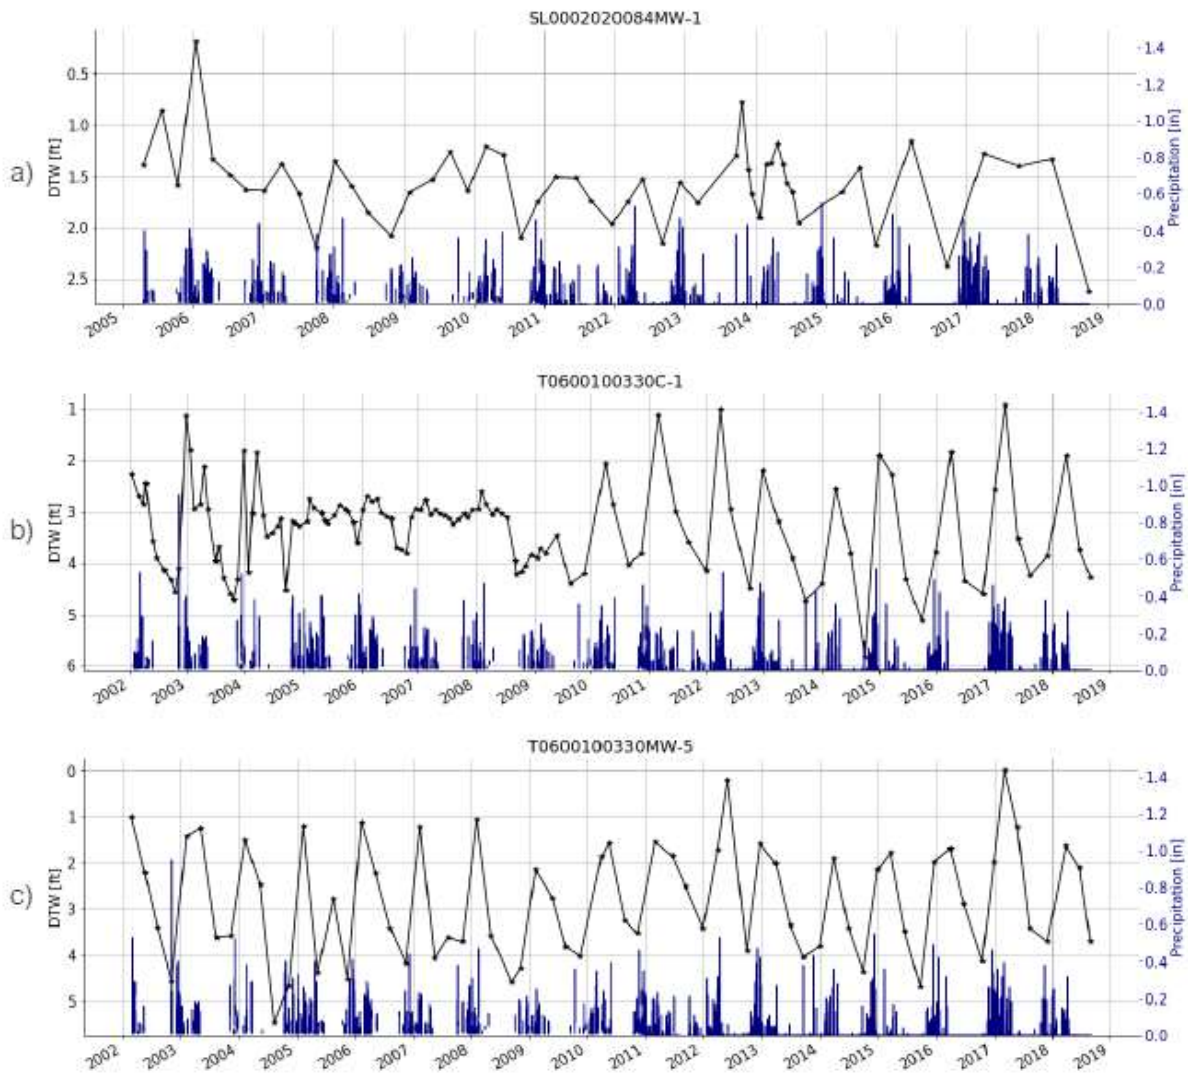 SL0002020084MW-1
a)
DTW [ft]
0.5
1.0
1.5
2.0
2.5
1.4
1.2
1.0
0.8
0.6
0.4
0.2
0.0
Precipitation [in]
2005 2006 2007 2008 2009 2010 2011 2012 2013 2014 2015 2016 2017 2018 2019
T0600100330C-1
b)
DTW [ft]
1
2
3
4
5
6
1.4
1.2
1.0
0.8
0.6
0.4
0.2
0.0
Precipitation [in]
2002 2003 2004 2005 2006 2007 2008 2009 2010 2011 2012 2013 2014 2015 2016 2017 2018 2019
T0600100330MW-5
c)
DTW [ft]
0
1
2
3
4
5
1.4
1.2
1.0
0.8
0.6
0.4
0.2
0.0
Precipitation [in]
2002 2003 2004 2005 2006 2007 2008 2009 2010 2011 2012 2013 2014 2015 2016 2017 2018 2019